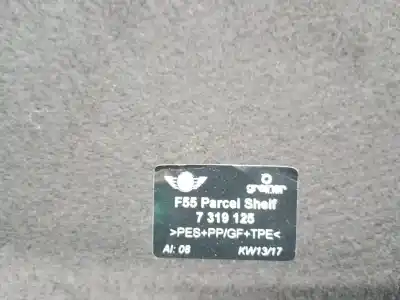 greiner
F55 Parcel Shelf
7 319 125
>PES+PP/GF+TPE<
AI: 08 KW13/17